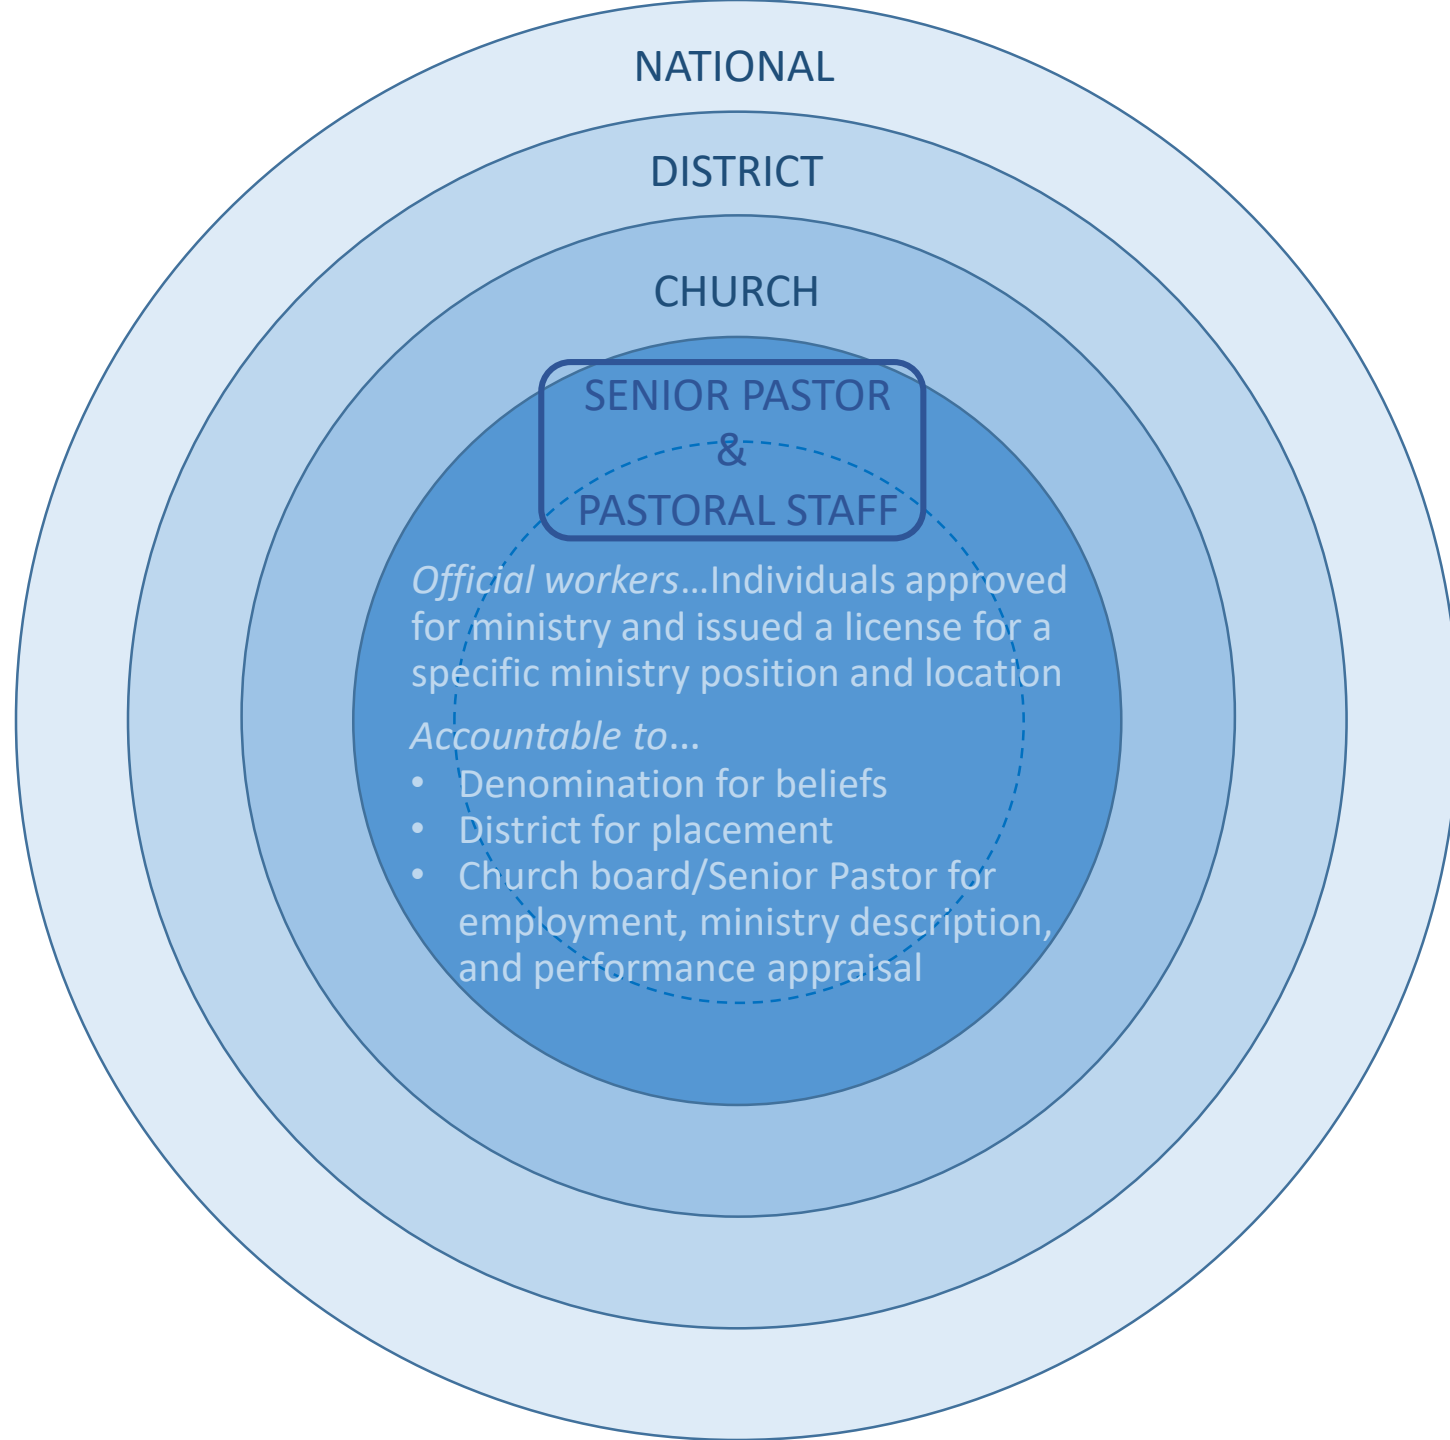 NATIONAL
DISTRICT
CHURCH
SENIOR PASTOR
&
PASTORAL STAFF
Official workers…Individuals approved
for ministry and issued a license for a
specific ministry position and location
Accountable to…
• Denomination for beliefs
• District for placement
• Church board/Senior Pastor for
employment, ministry description,
and performance appraisal